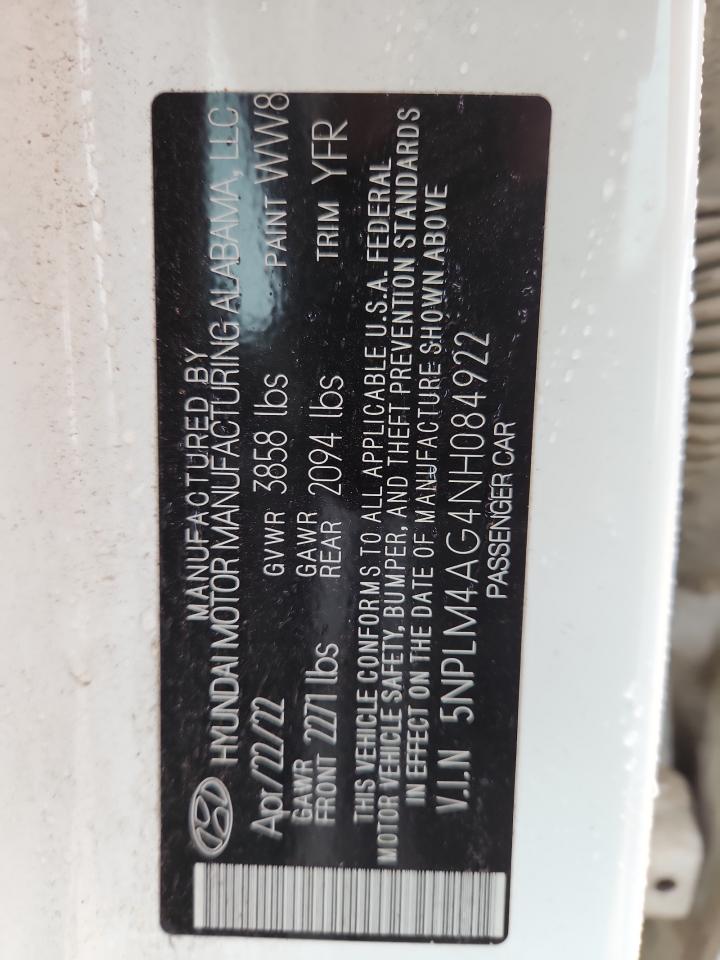 MANUFACTURED BY
HYUNDAI MOTOR MANUFACTURING ALABAMA, LLC
Apr/22/22 GVWR 3858 lbs PAINT WW8
GAWR FRONT 2271 lbs GAWR REAR 2094 lbs TRIM YFR
THIS VEHICLE CONFORMS TO ALL APPLICABLE U.S.A. FEDERAL
MOTOR VEHICLE SAFETY, BUMPER, AND THEFT PREVENTION STANDARDS
IN EFFECT ON THE DATE OF MANUFACTURE SHOWN ABOVE
V.I.N 5NPLM4AG4NH084922
PASSENGER CAR